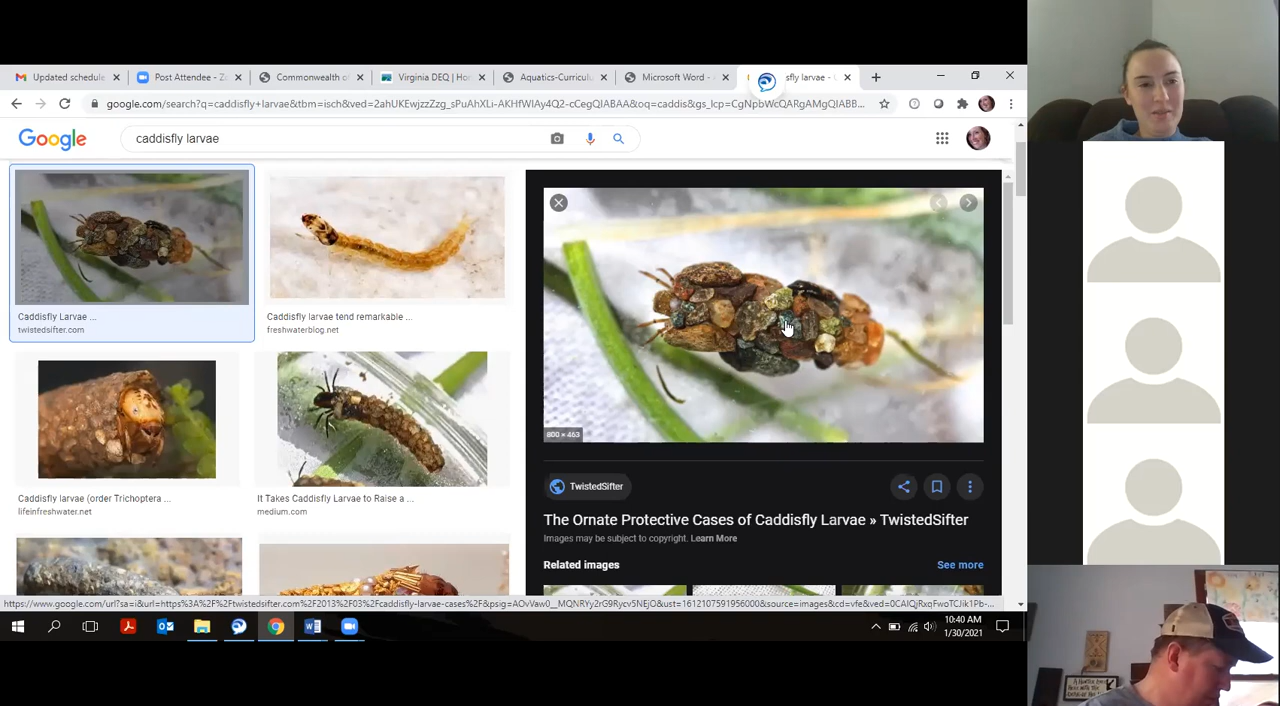 Updated schedule
Post Attendee - Zo
Commonwealth of
Virginia DEQ | Hom
Aquatics-Curriculu
Microsoft Word -
sfly larvae -
google.com/search?q=caddisfly+larvae&tbm=isch&ved=2ahUKEwjzzZzg_sPuAhXLi-AKHfWIAy4Q2-cCegQIABAA&oq=caddis&gs_lcp=CgNpbWcQARgAMgQIABB...
Google
caddisfly larvae
Caddisfly Larvae ...
twistedsifter.com
Caddisfly larvae tend remarkable ...
freshwaterblog.net
800 × 463
Caddisfly larvae (order Trichoptera ...
lifeinfreshwater.net
It Takes Caddisfly Larvae to Raise a ...
medium.com
TwistedSifter
The Ornate Protective Cases of Caddisfly Larvae » TwistedSifter
Images may be subject to copyright. Learn More
Related images
See more
10:40 AM
1/30/2021